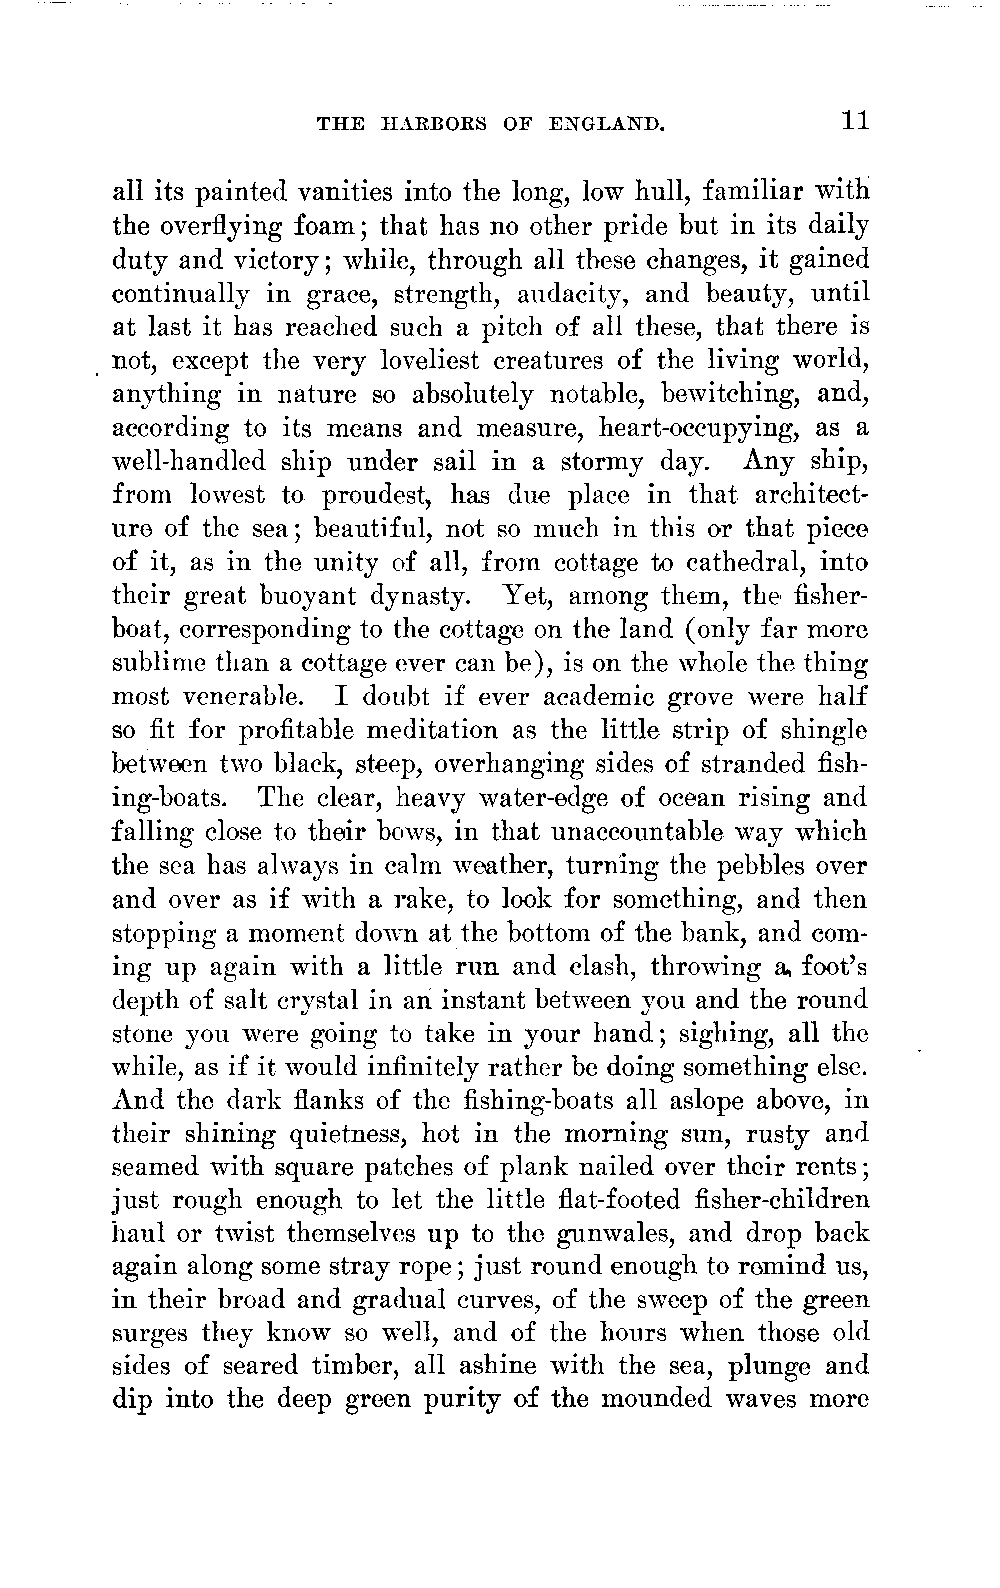 THE HARBORS OF ENGLAND. 11
all its painted vanities into the long, low hull, familiar with
the overflying foam; that has no other pride but in its daily
duty and victory; while, through all these changes, it gained
continually in grace, strength, audacity, and beauty, until
at last it has reached such a pitch of all these, that there is
not, except the very loveliest creatures of the living world,
anything in nature so absolutely notable, bewitching, and,
according to its means and measure, heart-occupying, as a
well-handled ship under sail in a stormy day. Any ship,
from lowest to proudest, has due place in that architect-
ure of the sea; beautiful, not so much in this or that piece
of it, as in the unity of all, from cottage to cathedral, into
their great buoyant dynasty. Yet, among them, the fisher-
boat, corresponding to the cottage on the land (only far more
sublime than a cottage ever can be), is on the whole the thing
most venerable. I doubt if ever academic grove were half
so fit for profitable meditation as the little strip of shingle
between two black, steep, overhanging sides of stranded fish-
ing-boats. The clear, heavy water-edge of ocean rising and
falling close to their bows, in that unaccountable way which
the sea has always in calm weather, turning the pebbles over
and over as if with a rake, to look for something, and then
stopping a moment down at the bottom of the bank, and com-
ing up again with a little run and clash, throwing a foot's
depth of salt crystal in an instant between you and the round
stone you were going to take in your hand; sighing, all the
while, as if it would infinitely rather be doing something else.
And the dark flanks of the fishing-boats all aslope above, in
their shining quietness, hot in the morning sun, rusty and
seamed with square patches of plank nailed over their rents;
just rough enough to let the little flat-footed fisher-children
haul or twist themselves up to the gunwales, and drop back
again along some stray rope; just round enough to remind us,
in their broad and gradual curves, of the sweep of the green
surges they know so well, and of the hours when those old
sides of seared timber, all ashine with the sea, plunge and
dip into the deep green purity of the mounded waves more